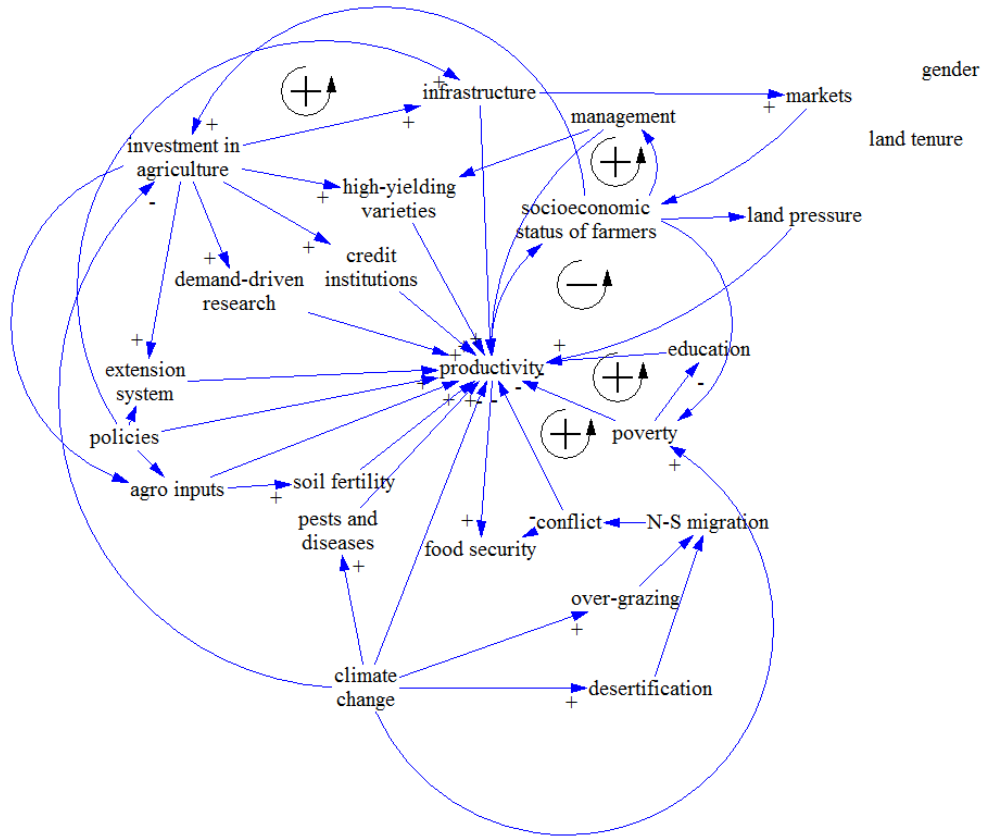 gender
infrastructure
markets
management
land tenure
investment in
agriculture
high-yielding
varieties
socioeconomic
status of farmers
land pressure
credit
institutions
demand-driven
research
education
extension
system
productivity
policies
poverty
agro inputs
soil fertility
pests and
diseases
food security
conflict
N-S migration
over-grazing
climate
change
desertification